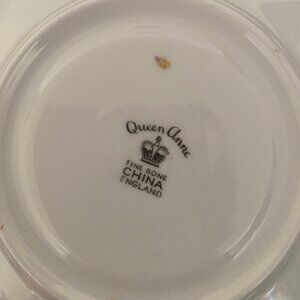 Queen Anne
FINE BONE
CHINA
ENGLAND